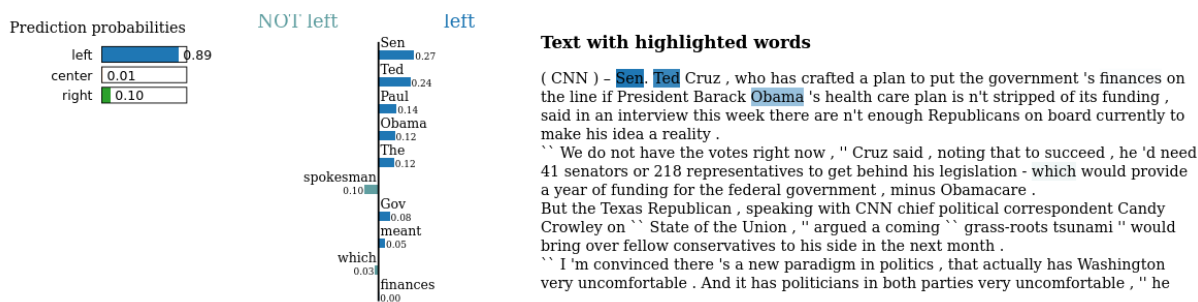 Prediction probabilities
left 0.89
center 0.01
right 0.10
NOT left left
Sen
0.27
Ted
0.24
Paul
0.14
Obama
0.12
The
0.12
spokesman
0.10
Gov
0.08
meant
0.05
which
0.03
finances
0.00
Text with highlighted words
( CNN ) – Sen. Ted Cruz , who has crafted a plan to put the government 's finances on
the line if President Barack Obama 's health care plan is n't stripped of its funding ,
said in an interview this week there are n't enough Republicans on board currently to
make his idea a reality .
`` We do not have the votes right now , '' Cruz said , noting that to succeed , he 'd need
41 senators or 218 representatives to get behind his legislation - which would provide
a year of funding for the federal government , minus Obamacare .
But the Texas Republican , speaking with CNN chief political correspondent Candy
Crowley on `` State of the Union , '' argued a coming `` grass-roots tsunami '' would
bring over fellow conservatives to his side in the next month .
`` I 'm convinced there 's a new paradigm in politics , that actually has Washington
very uncomfortable . And it has politicians in both parties very uncomfortable , '' he